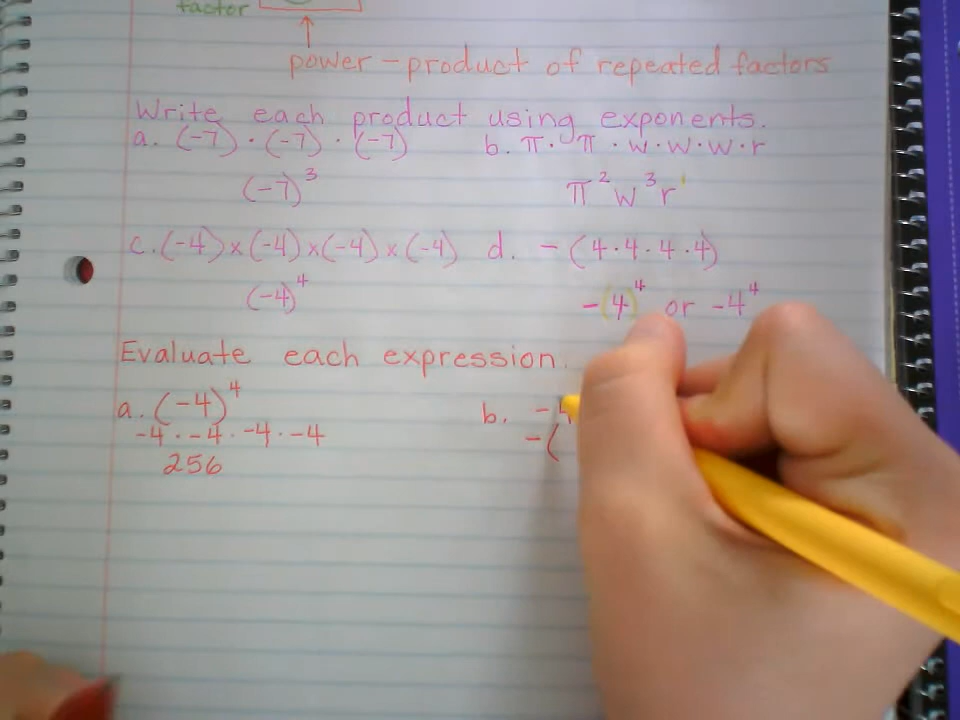 factor
power – product of repeated factors
Write each product using exponents.
a. (-7) · (-7) · (-7) b. π · π · w · w · w · r
(-7)³ π²w³r
c. (-4) × (-4) × (-4) × (-4) d. - (4 · 4 · 4 · 4)
(-4)⁴ -(4)⁴ or -4⁴
Evaluate each expression.
a. (-4)⁴ b. -4
-4 · -4 · -4 · -4 -(
256